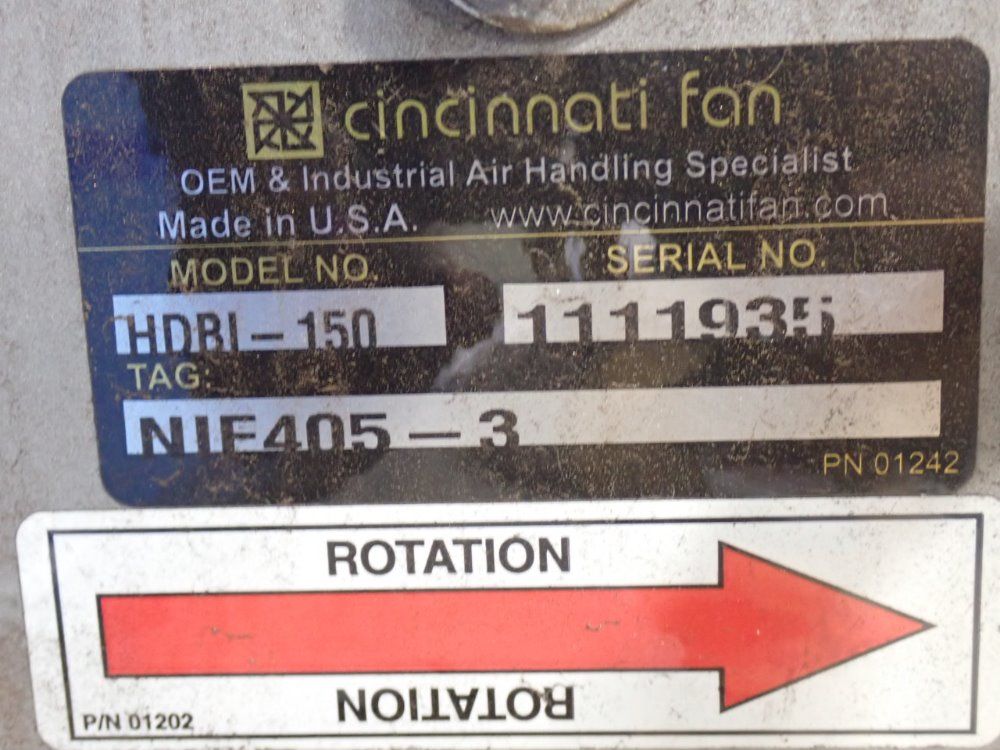 cincinnati fan
OEM & Industrial Air Handling Specialist
Made in U.S.A. www.cincinnatifan.com
MODEL NO. SERIAL NO.
HDBI-150 1111935
TAG:
NIE405-3
PN 01242
ROTATION
ROTATION
P/N 01202